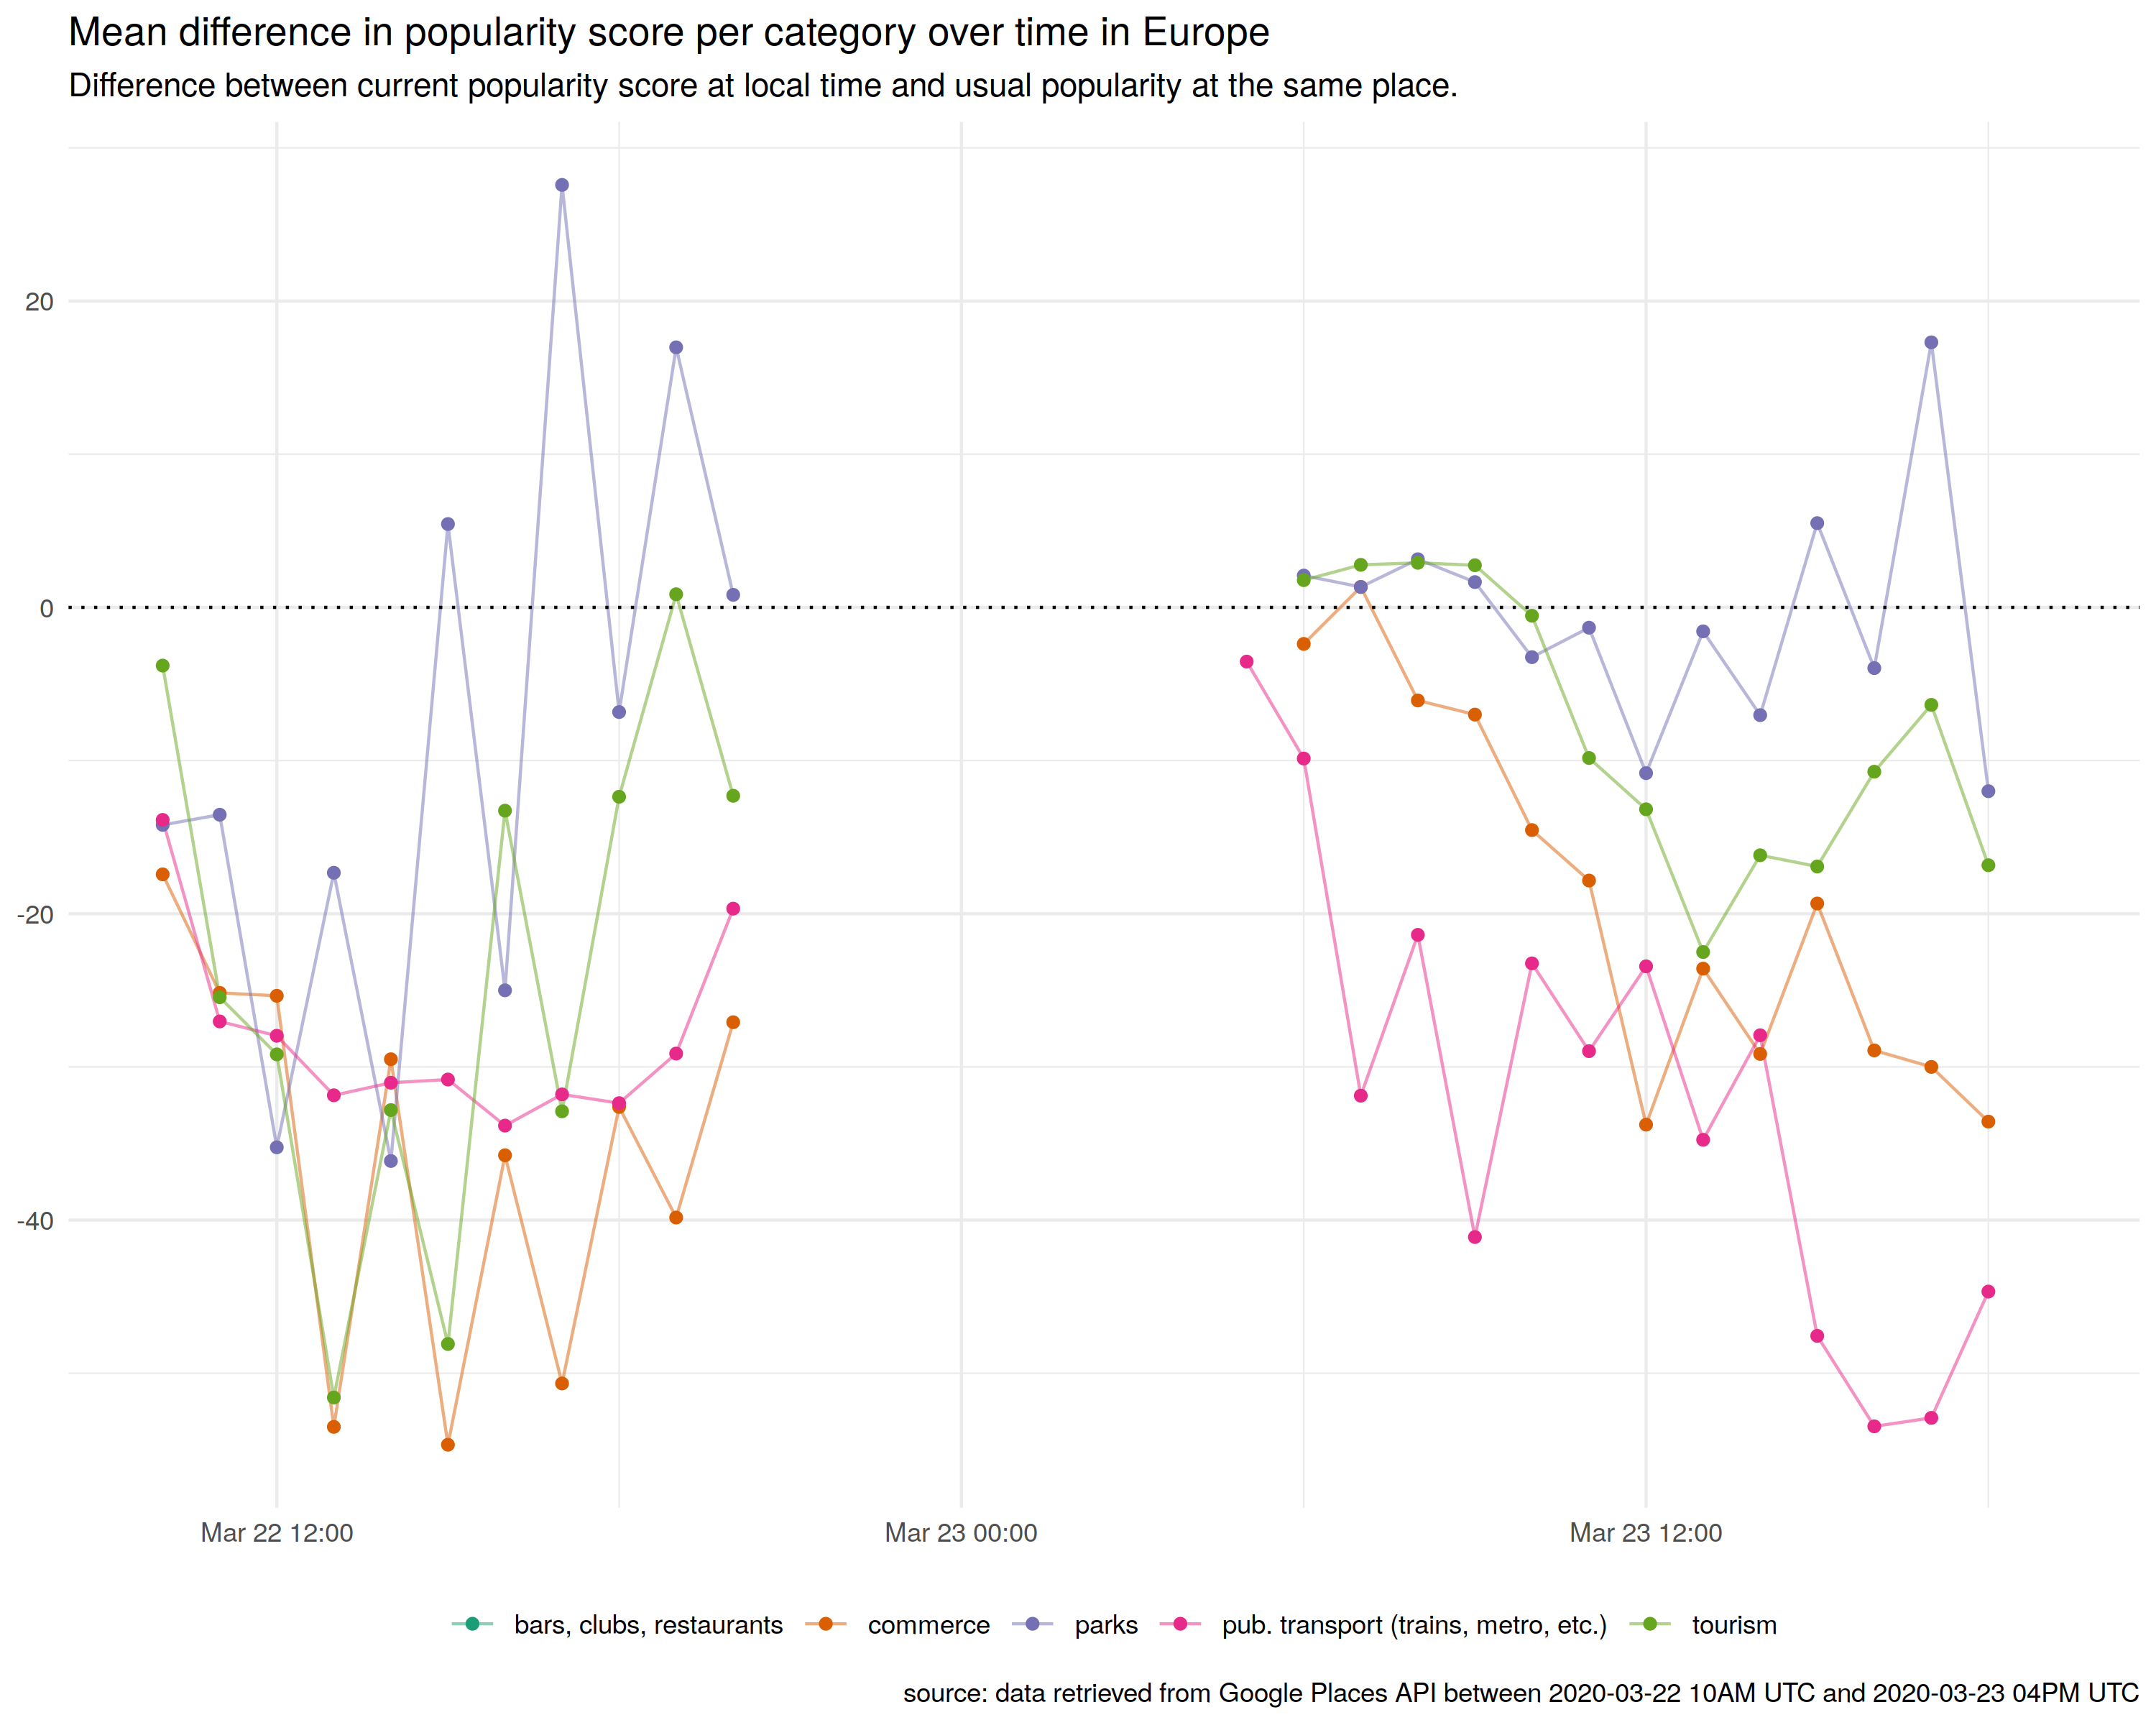 Mean difference in popularity score per category over time in Europe
Difference between current popularity score at local time and usual popularity at the same place.
20
0
-20
-40
Mar 22 12:00 Mar 23 00:00 Mar 23 12:00
bars, clubs, restaurants commerce parks pub. transport (trains, metro, etc.) tourism
source: data retrieved from Google Places API between 2020-03-22 10AM UTC and 2020-03-23 04PM UTC